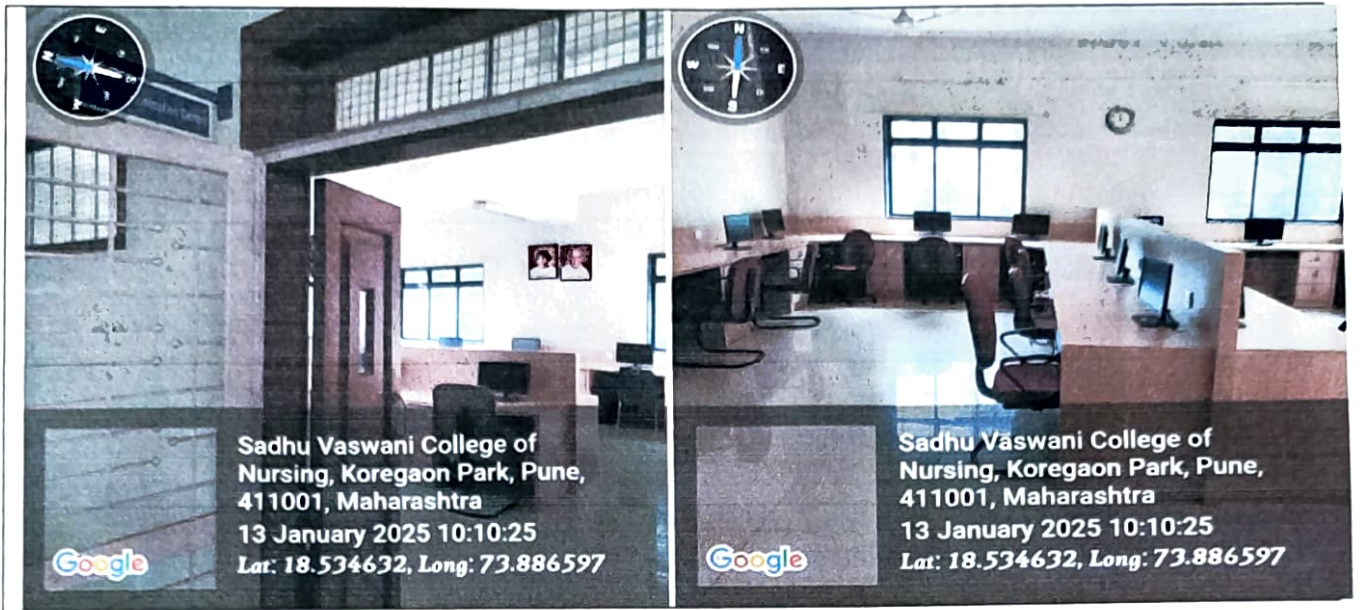 Sadhu Vaswani College of
Nursing, Koregaon Park, Pune,
411001, Maharashtra
13 January 2025 10:10:25
Lat: 18.534632, Long: 73.886597
Google
N
W
E
S
Sadhu Vaswani College of
Nursing, Koregaon Park, Pune,
411001, Maharashtra
13 January 2025 10:10:25
Lat: 18.534632, Long: 73.886597
Google